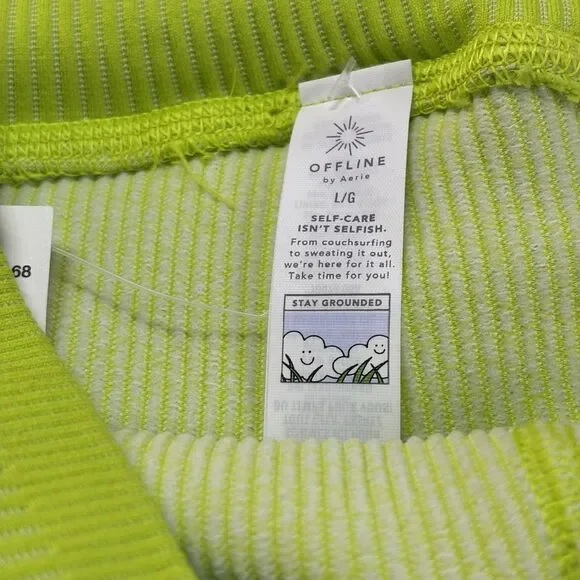 OFFLINE
by Aerie
L/G
SELF-CARE
ISN'T SELFISH.
From couchsurfing
to sweating it out,
we're here for it all.
Take time for you!
STAY GROUNDED
68